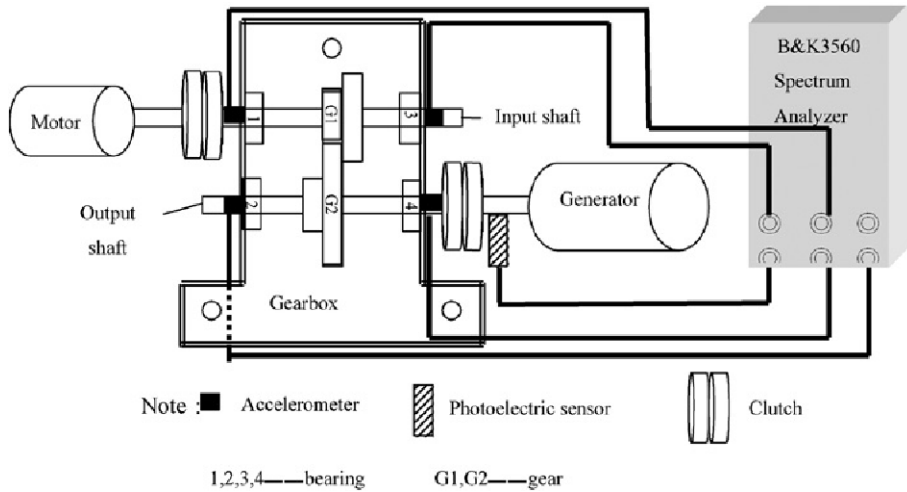 B&K3560
Spectrum
Analyzer
Motor
1
G1
3
Input shaft
Output
shaft
2
G2
4
Generator
Gearbox
Note : Accelerometer Photoelectric sensor Clutch
1,2,3,4——bearing G1,G2——gear